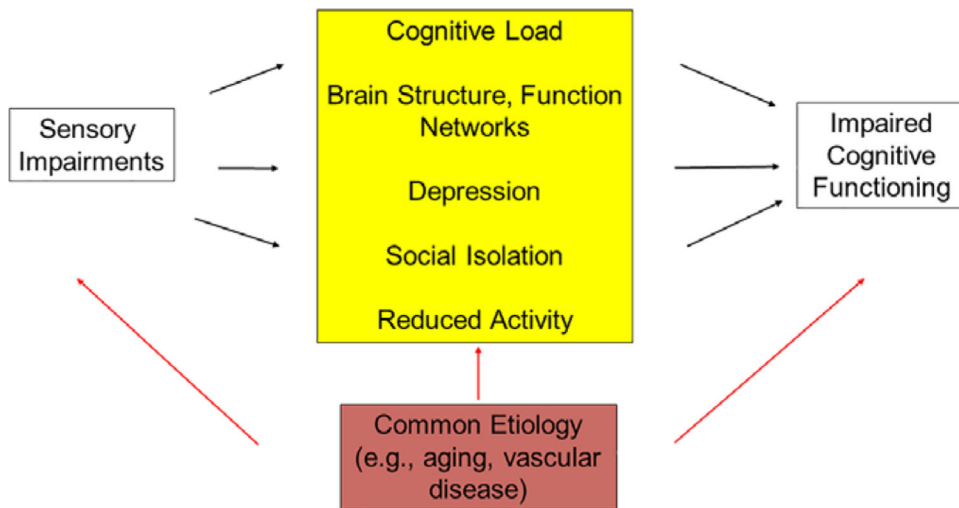 Sensory
Impairments
Cognitive Load
Brain Structure, Function
Networks
Depression
Social Isolation
Reduced Activity
Impaired
Cognitive
Functioning
Common Etiology
(e.g., aging, vascular
disease)